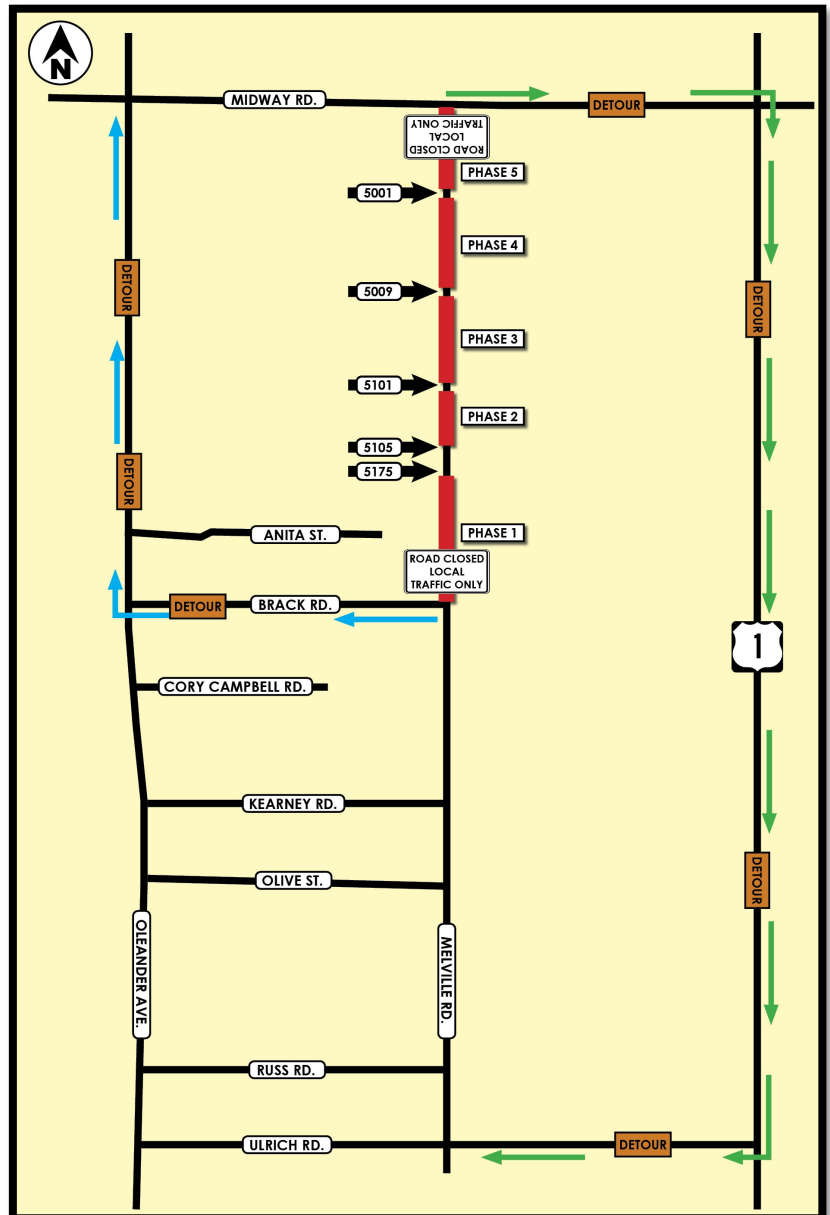 N
MIDWAY RD.
DETOUR
ROAD CLOSED
LOCAL
TRAFFIC ONLY
PHASE 5
5001
PHASE 4
DETOUR
5009
DETOUR
PHASE 3
5101
PHASE 2
5105
DETOUR
5175
ANITA ST.
PHASE 1
ROAD CLOSED
LOCAL
TRAFFIC ONLY
DETOUR
BRACK RD.
1
CORY CAMPBELL RD.
KEARNEY RD.
OLIVE ST.
DETOUR
OLEANDER AVE.
MELVILLE RD.
RUSS RD.
ULRICH RD.
DETOUR